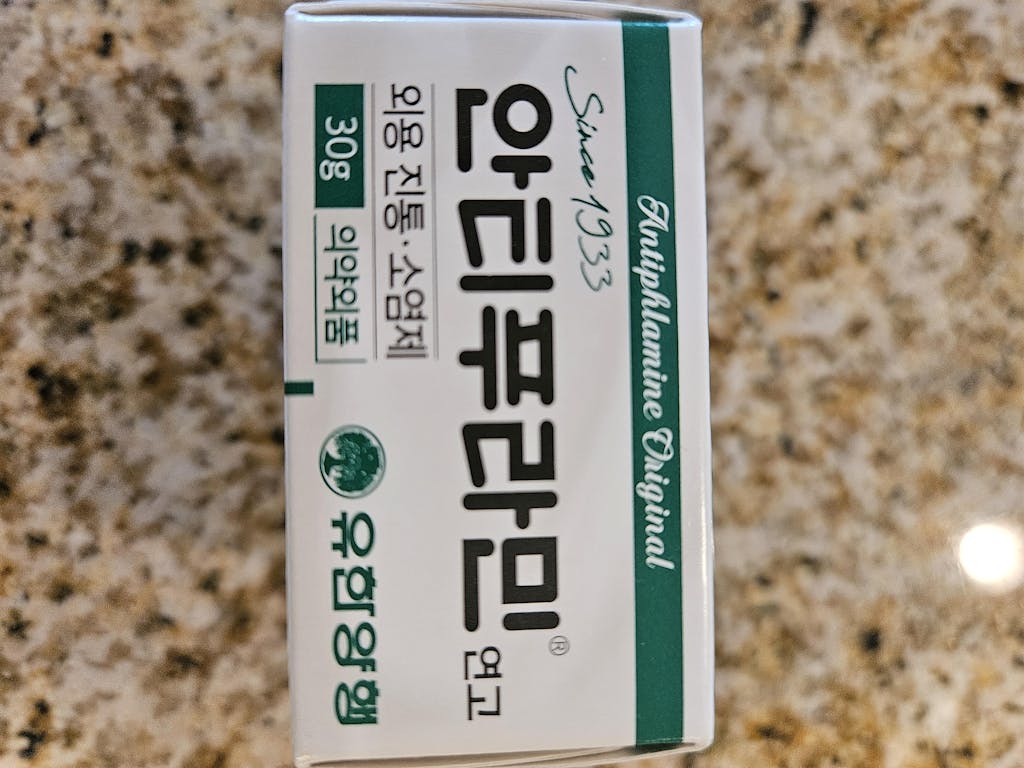 Antiphlamine Original
Since 1933
안티푸라민® 연고
외용 진통·소염제
30g 의약외품
유한양행